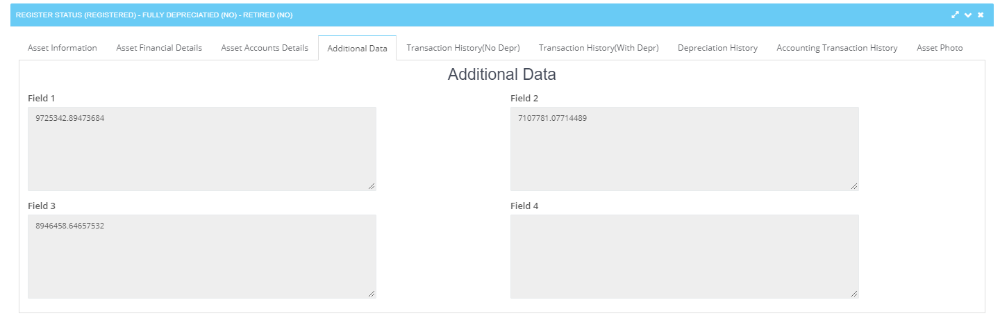 REGISTER STATUS (REGISTERED) - FULLY DEPRECIATIED (NO) - RETIRED (NO)
Asset Information Asset Financial Details Asset Accounts Details Additional Data Transaction History(No Depr) Transaction History(With Depr) Depreciation History Accounting Transaction History Asset Photo
Additional Data
Field 1 Field 2
9725342.89473684 7107781.07714489
Field 3 Field 4
8946458.64657532